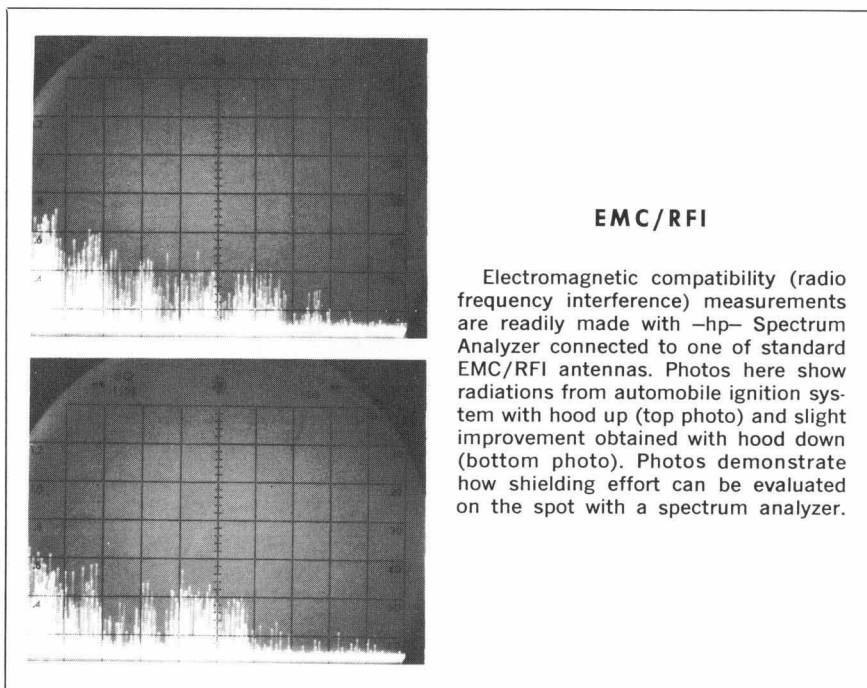 EMC/RFI
Electromagnetic compatibility (radio
frequency interference) measurements
are readily made with –hp– Spectrum
Analyzer connected to one of standard
EMC/RFI antennas. Photos here show
radiations from automobile ignition sys-
tem with hood up (top photo) and slight
improvement obtained with hood down
(bottom photo). Photos demonstrate
how shielding effort can be evaluated
on the spot with a spectrum analyzer.